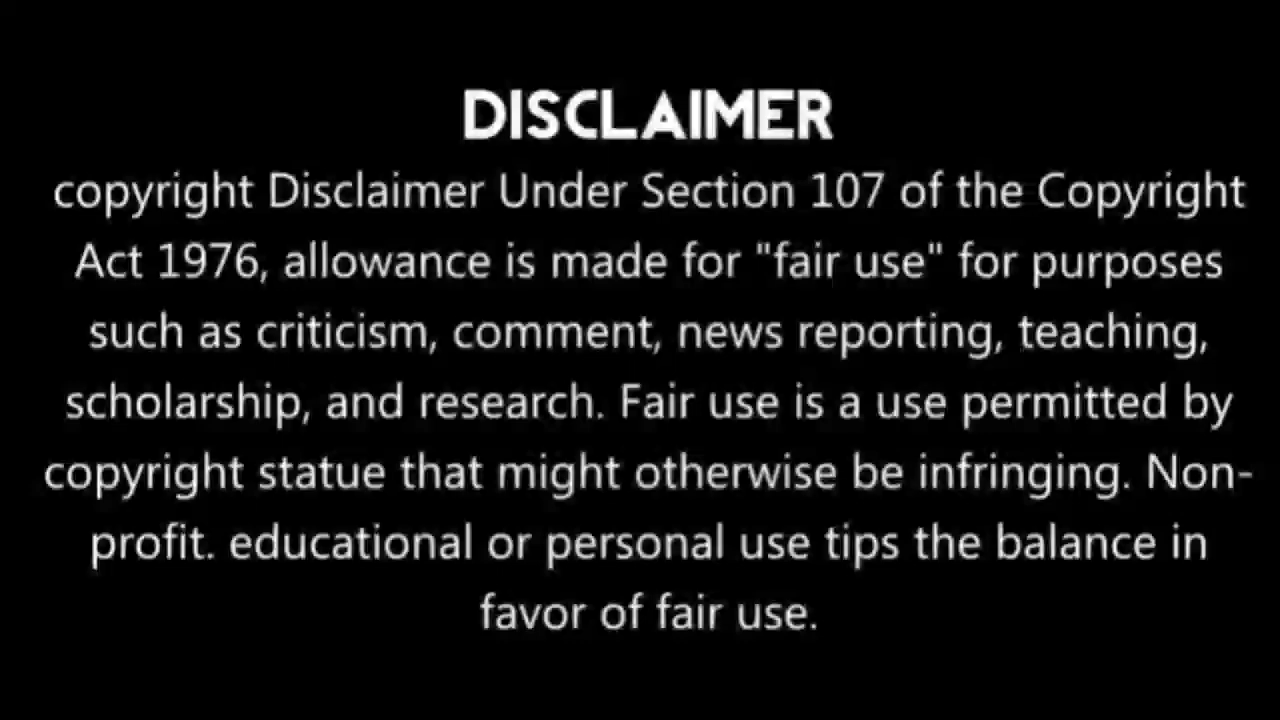 DISCLAIMER
copyright Disclaimer Under Section 107 of the Copyright
Act 1976, allowance is made for "fair use" for purposes
such as criticism, comment, news reporting, teaching,
scholarship, and research. Fair use is a use permitted by
copyright statue that might otherwise be infringing. Non-
profit. educational or personal use tips the balance in
favor of fair use.